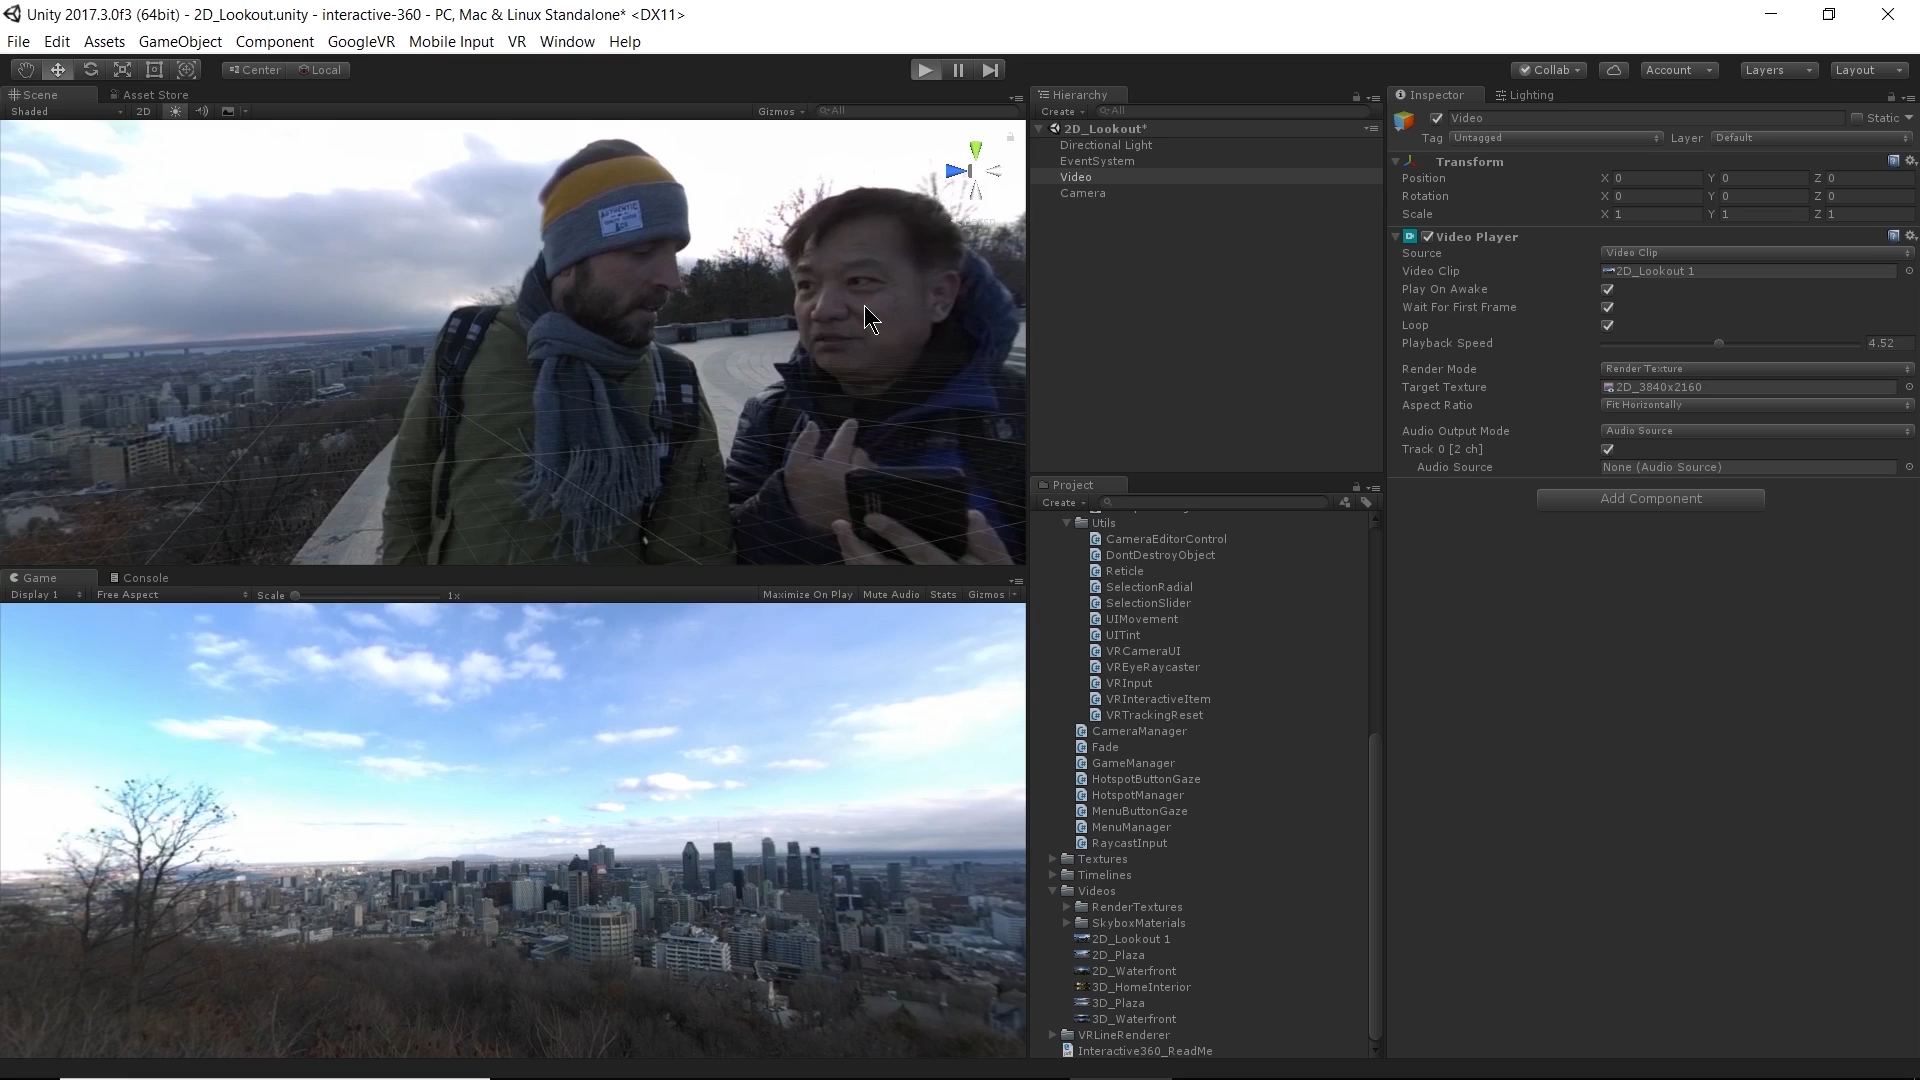 Unity 2017.3.0f3 (64bit) - 2D_Lookout.unity - interactive-360 - PC, Mac & Linux Standalone* <DX11>
File Edit Assets GameObject Component GoogleVR Mobile Input VR Window Help
Center Local Collab Account Layers Layout
Scene Asset Store
Shaded 2D Gizmos All
AUTHENTIC
Game Console
Display 1 Free Aspect Scale 1x Maximize On Play Mute Audio Stats Gizmos
Hierarchy
Create All
2D_Lookout*
Directional Light
EventSystem
Video
Camera
Project
Create
Utils
CameraEditorControl
DontDestroyObject
Reticle
SelectionRadial
SelectionSlider
UIMovement
UITint
VRCameraUI
VREyeRaycaster
VRInput
VRInteractiveItem
VRTrackingReset
CameraManager
Fade
GameManager
HotspotButtonGaze
HotspotManager
MenuButtonGaze
MenuManager
RaycastInput
Textures
Timelines
Videos
RenderTextures
SkyboxMaterials
2D_Lookout 1
2D_Plaza
2D_Waterfront
3D_HomeInterior
3D_Plaza
3D_Waterfront
VRLineRenderer
Interactive360_ReadMe
Inspector Lighting
Video Static
Tag Untagged Layer Default
Transform
Position X 0 Y 0 Z 0
Rotation X 0 Y 0 Z 0
Scale X 1 Y 1 Z 1
Video Player
Source Video Clip
Video Clip 2D_Lookout 1
Play On Awake
Wait For First Frame
Loop
Playback Speed 4.52
Render Mode Render Texture
Target Texture 2D_3840x2160
Aspect Ratio Fit Horizontally
Audio Output Mode Audio Source
Track 0 [2 ch]
Audio Source None (Audio Source)
Add Component